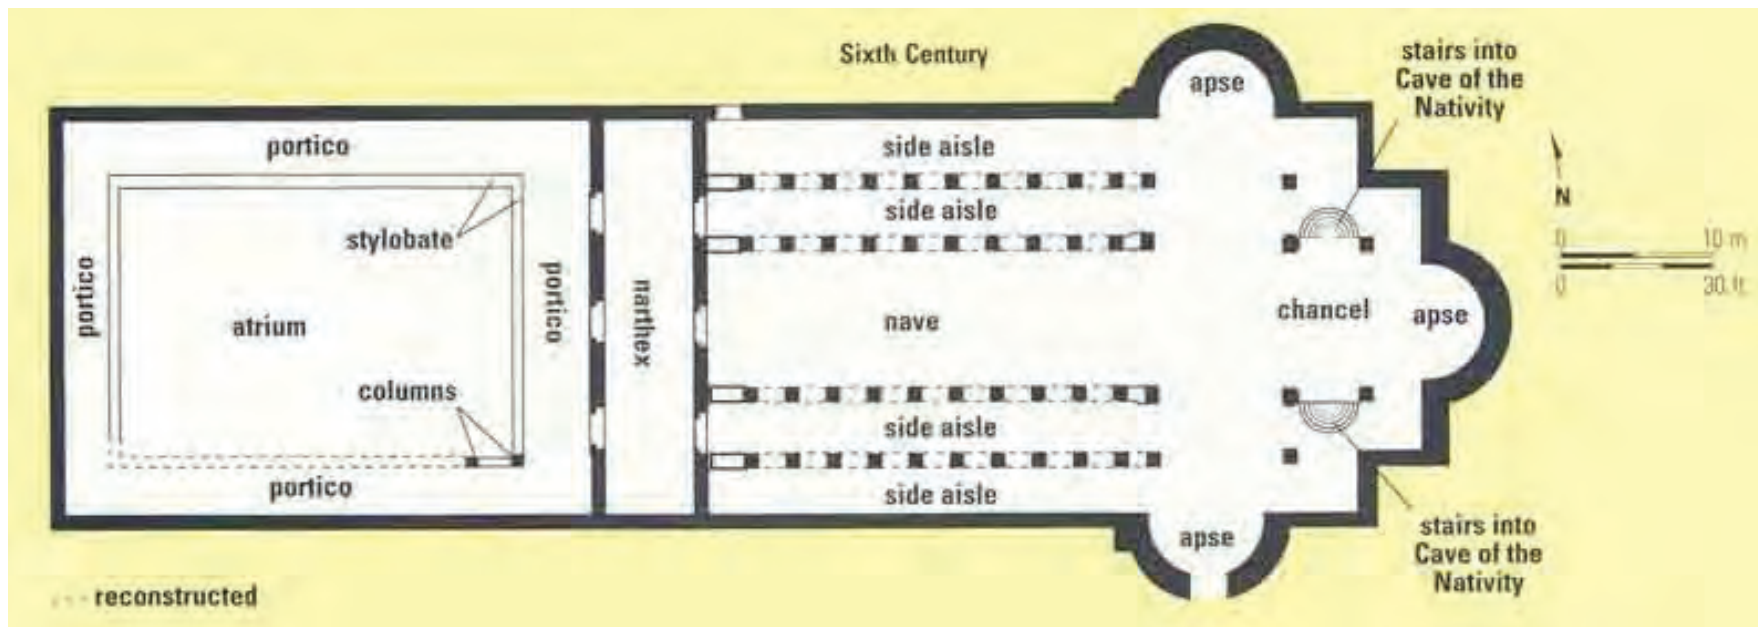 Sixth Century
stairs into
Cave of the
Nativity
apse
portico
side aisle
N
side aisle
stylobate
0
10 m
0
30 ft.
portico
portico
narthex
atrium
nave
chancel
apse
columns
side aisle
portico
side aisle
apse
stairs into
Cave of the
Nativity
--- reconstructed